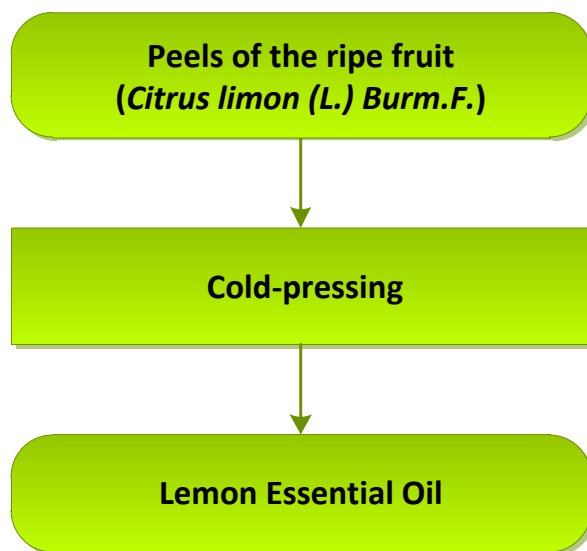 Peels of the ripe fruit
(Citrus limon (L.) Burm.F.)
Cold-pressing
Lemon Essential Oil